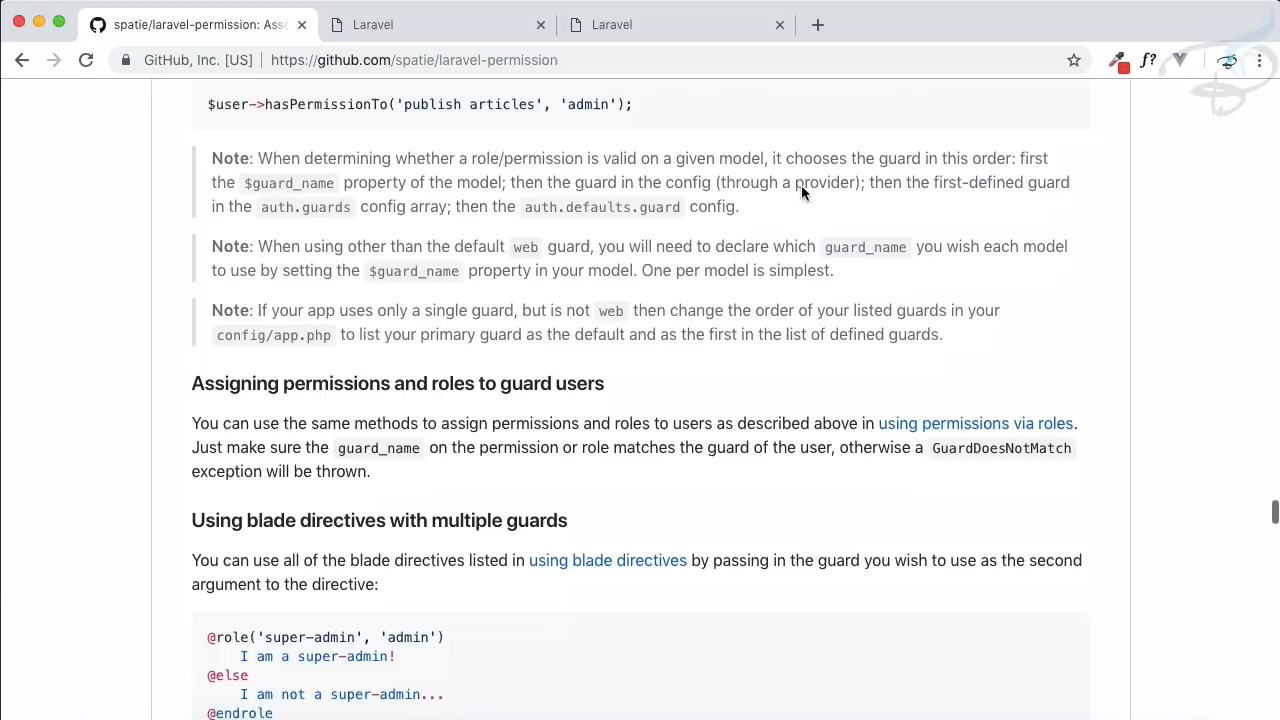 spatie/laravel-permission: Asso
Laravel
Laravel
GitHub, Inc. [US] https://github.com/spatie/laravel-permission
f?
$user->hasPermissionTo('publish articles', 'admin');
Note: When determining whether a role/permission is valid on a given model, it chooses the guard in this order: first
the $guard_name property of the model; then the guard in the config (through a provider); then the first-defined guard
in the auth.guards config array; then the auth.defaults.guard config.
Note: When using other than the default web guard, you will need to declare which guard_name you wish each model
to use by setting the $guard_name property in your model. One per model is simplest.
Note: If your app uses only a single guard, but is not web then change the order of your listed guards in your
config/app.php to list your primary guard as the default and as the first in the list of defined guards.
Assigning permissions and roles to guard users
You can use the same methods to assign permissions and roles to users as described above in using permissions via roles.
Just make sure the guard_name on the permission or role matches the guard of the user, otherwise a GuardDoesNotMatch
exception will be thrown.
Using blade directives with multiple guards
You can use all of the blade directives listed in using blade directives by passing in the guard you wish to use as the second
argument to the directive:
@role('super-admin', 'admin')
I am a super-admin!
@else
I am not a super-admin...
@endrole